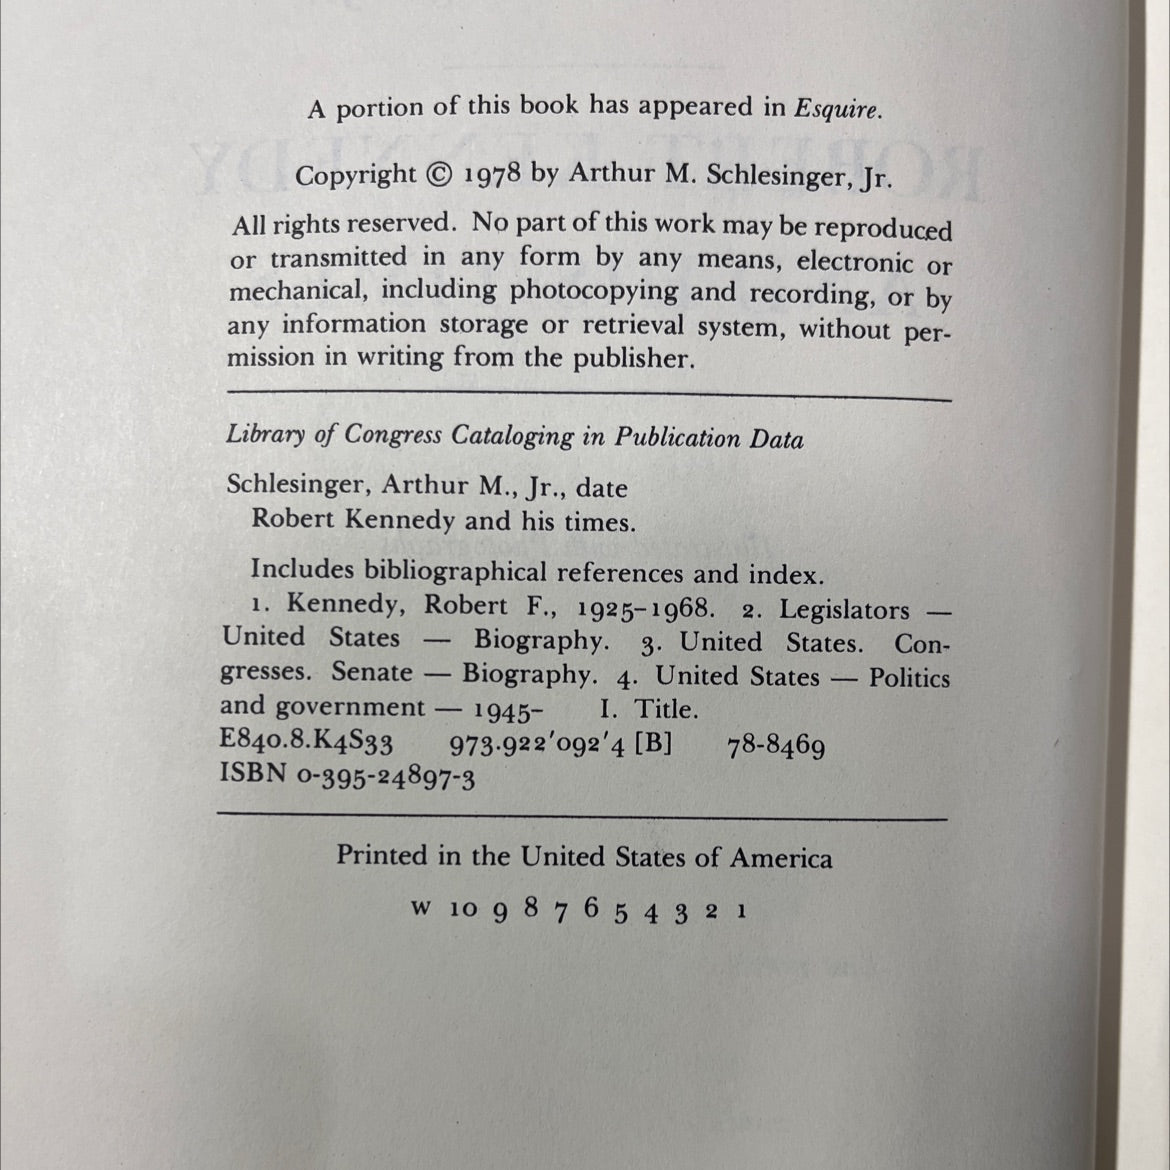 A portion of this book has appeared in Esquire.
Copyright © 1978 by Arthur M. Schlesinger, Jr.
All rights reserved. No part of this work may be reproduced
or transmitted in any form by any means, electronic or
mechanical, including photocopying and recording, or by
any information storage or retrieval system, without per-
mission in writing from the publisher.
Library of Congress Cataloging in Publication Data
Schlesinger, Arthur M., Jr., date
Robert Kennedy and his times.
Includes bibliographical references and index.
1. Kennedy, Robert F., 1925–1968. 2. Legislators —
United States — Biography. 3. United States. Con-
gresses. Senate — Biography. 4. United States — Politics
and government — 1945– I. Title.
E840.8.K4S33 973.922′092′4 [B] 78-8469
ISBN 0-395-24897-3
Printed in the United States of America
W 10 9 8 7 6 5 4 3 2 1